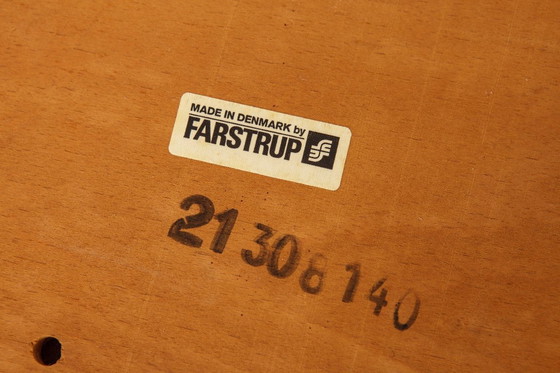 MADE IN DENMARK by
FARSTRUP
21 308 140